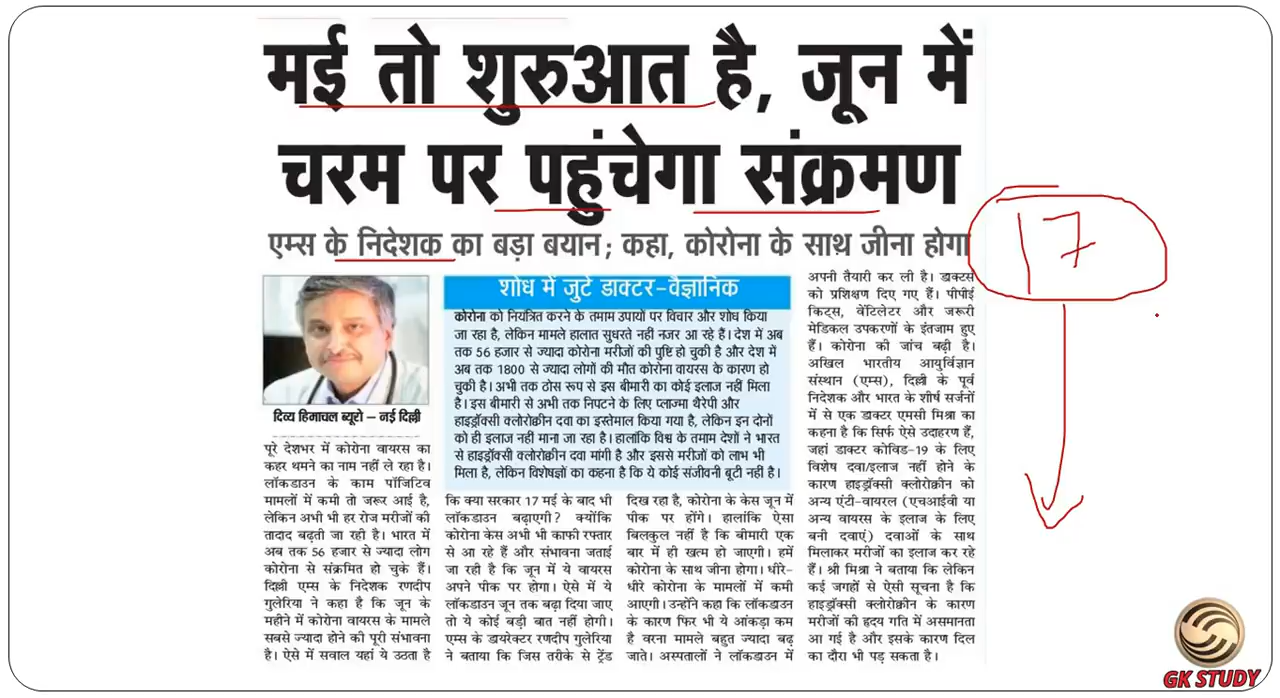 मई तो शुरुआत है, जून में
चरम पर पहुंचेगा संक्रमण
एम्स के निदेशक का बड़ा बयान; कहा, कोरोना के साथ जीना होगा
17
दिव्य हिमाचल ब्यूरो – नई दिल्ली
पूरे देशभर में कोरोना वायरस का
कहर थमने का नाम नहीं ले रहा है।
लॉकडाउन के काम पॉजिटिव
मामलों में कमी तो जरूर आई है,
लेकिन अभी भी हर रोज मरीजों की
तादाद बढ़ती जा रही है। भारत में
अब तक 56 हजार से ज्यादा लोग
कोरोना से संक्रमित हो चुके हैं।
दिल्ली एम्स के निदेशक रणदीप
गुलेरिया ने कहा है कि जून के
महीने में कोरोना वायरस के मामले
सबसे ज्यादा होने की पूरी संभावना
है। ऐसे में सवाल यहां ये उठता है
शोध में जुटे डाक्टर-वैज्ञानिक
कोरोना को नियंत्रित करने के तमाम उपायों पर विचार और शोध किया
जा रहा है, लेकिन मामले हालात सुधरते नही नजर आ रहे हैं। देश में अब
तक 56 हजार से ज्यादा कोरोना मरीजों की पुष्टि हो चुकी है और देश में
अब तक 1800 से ज्यादा लोगों की मौत कोरोना वायरस के कारण हो
चुकी है। अभी तक ठोस रूप से इस बीमारी का कोई इलाज नहीं मिला
है। इस बीमारी से अभी तक निपटने के लिए प्लाज्मा थैरेपी और
हाइड्रॉक्सी क्लोरोक्वीन दवा का इस्तेमाल किया गया है, लेकिन इन दोनों
को ही इलाज नहीं माना जा रहा है। हालांकि विश्व के तमाम देशों ने भारत
से हाइड्रॉक्सी क्लोरोक्वीन दवा मांगी है और इससे मरीजों को लाभ भी
मिला है, लेकिन विशेषज्ञों का कहना है कि ये कोई संजीवनी बूटी नहीं है।
कि क्या सरकार 17 मई के बाद भी
लॉकडाउन बढ़ाएगी? क्योंकि
कोरोना केस अभी भी काफी रफ्तार
से आ रहे हैं और संभावना जताई
जा रही है कि जून में ये वायरस
अपने पीक पर होगा। ऐसे में ये
लॉकडाउन जून तक बढ़ा दिया जाए
तो ये कोई बड़ी बात नहीं होगी।
एम्स के डायरेक्टर रणदीप गुलेरिया
ने बताया कि जिस तरीके से ट्रेंड
दिख रहा है, कोरोना के केस जून में
पीक पर होंगे। हालांकि ऐसा
बिलकुल नहीं है कि बीमारी एक
बार में ही खत्म हो जाएगी। हमें
कोरोना के साथ जीना होगा। धीरे-
धीरे कोरोना के मामलों में कमी
आएगी। उन्होंने कहा कि लॉकडाउन
के कारण फिर भी ये आंकड़ा कम
है वरना मामले बहुत ज्यादा बढ़
जाते। अस्पतालों ने लॉकडाउन में
अपनी तैयारी कर ली है। डाक्टर्स
को प्रशिक्षण दिए गए हैं। पीपीई
किट्स, वेंटिलेटर और जरूरी
मेडिकल उपकरणों के इंतजाम हुए
हैं। कोरोना की जांच बढ़ी है।
अखिल भारतीय आयुर्विज्ञान
संस्थान (एम्स), दिल्ली के पूर्व
निदेशक और भारत के शीर्ष सर्जनों
में से एक डाक्टर एमसी मिश्रा का
कहना है कि सिर्फ ऐसे उदाहरण हैं,
जहां डाक्टर कोविड-19 के लिए
विशेष दवा/इलाज नहीं होने के
कारण हाइड्रॉक्सी क्लोरोक्वीन को
अन्य एंटी-वायरल (एचआईवी या
अन्य वायरस के इलाज के लिए
बनी दवाएं) दवाओं के साथ
मिलाकर मरीजों का इलाज कर रहे
हैं। श्री मिश्रा ने बताया कि लेकिन
कई जगहों से ऐसी सूचना है कि
हाइड्रॉक्सी क्लोरोक्वीन के कारण
मरीजों की हृदय गति में असमानता
आ गई है और इसके कारण दिल
का दौरा भी पड़ सकता है।
GK STUDY